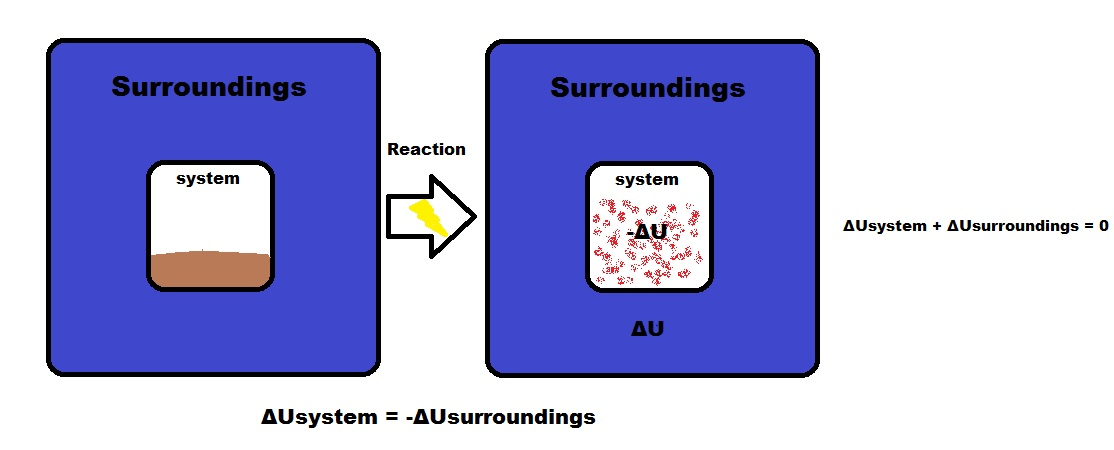 Surroundings
system
Reaction
Surroundings
system
-ΔU
ΔU
ΔUsystem + ΔUsurroundings = 0
ΔUsystem = -ΔUsurroundings